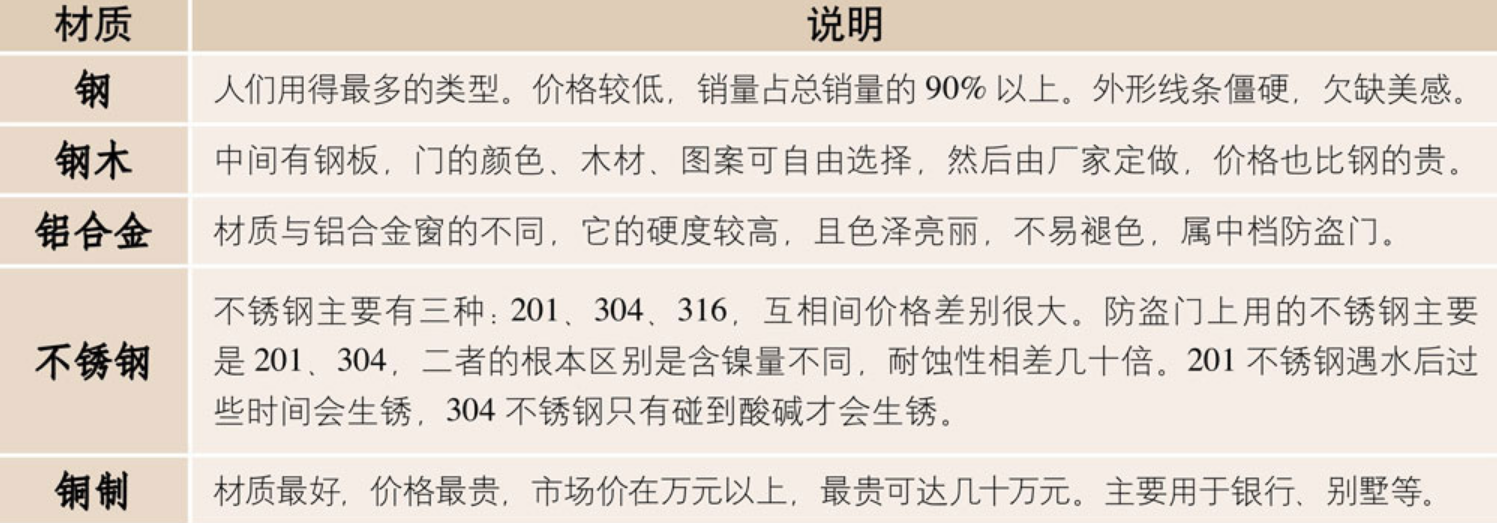 材质 说明
钢 人们用得最多的类型。价格较低，销量占总销量的 90% 以上。外形线条僵硬，欠缺美感。
钢木 中间有钢板，门的颜色、木材、图案可自由选择，然后由厂家定做，价格也比钢的贵。
铝合金 材质与铝合金窗的不同，它的硬度较高，且色泽亮丽，不易褪色，属中档防盗门。
不锈钢 不锈钢主要有三种：201、304、316，互相间价格差别很大。防盗门上用的不锈钢主要
是 201、304，二者的根本区别是含镍量不同，耐蚀性相差几十倍。201 不锈钢遇水后过
些时间会生锈，304 不锈钢只有碰到酸碱才会生锈。
铜制 材质最好，价格最贵，市场价在万元以上，最贵可达几十万元。主要用于银行、别墅等。